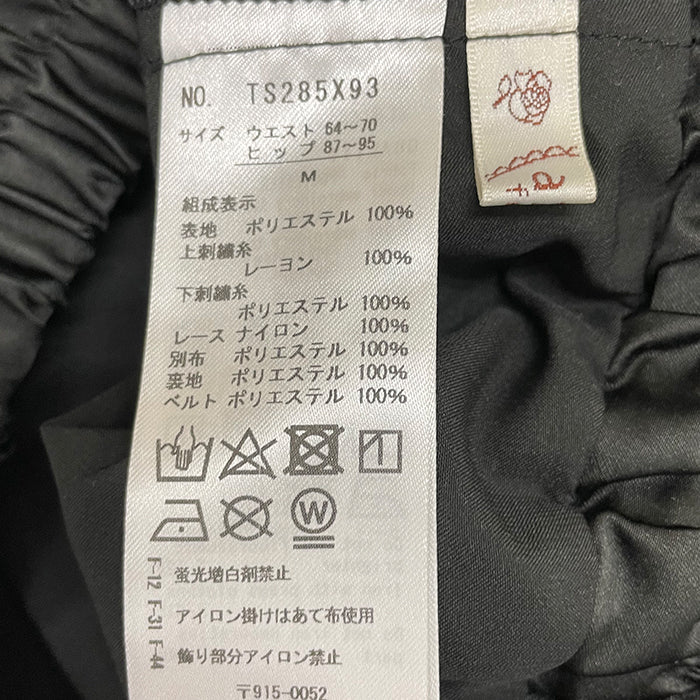 NO. TS285X93
サイズ ウエスト 64〜70
ヒップ 87〜95
M
組成表示
表地 ポリエステル 100%
上刺繍糸
レーヨン 100%
下刺繍糸
ポリエステル 100%
レース ナイロン 100%
別布 ポリエステル 100%
裏地 ポリエステル 100%
ベルト ポリエステル 100%
W
F-12 F-31 F-44
蛍光増白剤禁止
アイロン掛けはあて布使用
飾り部分アイロン禁止
〒915-0052